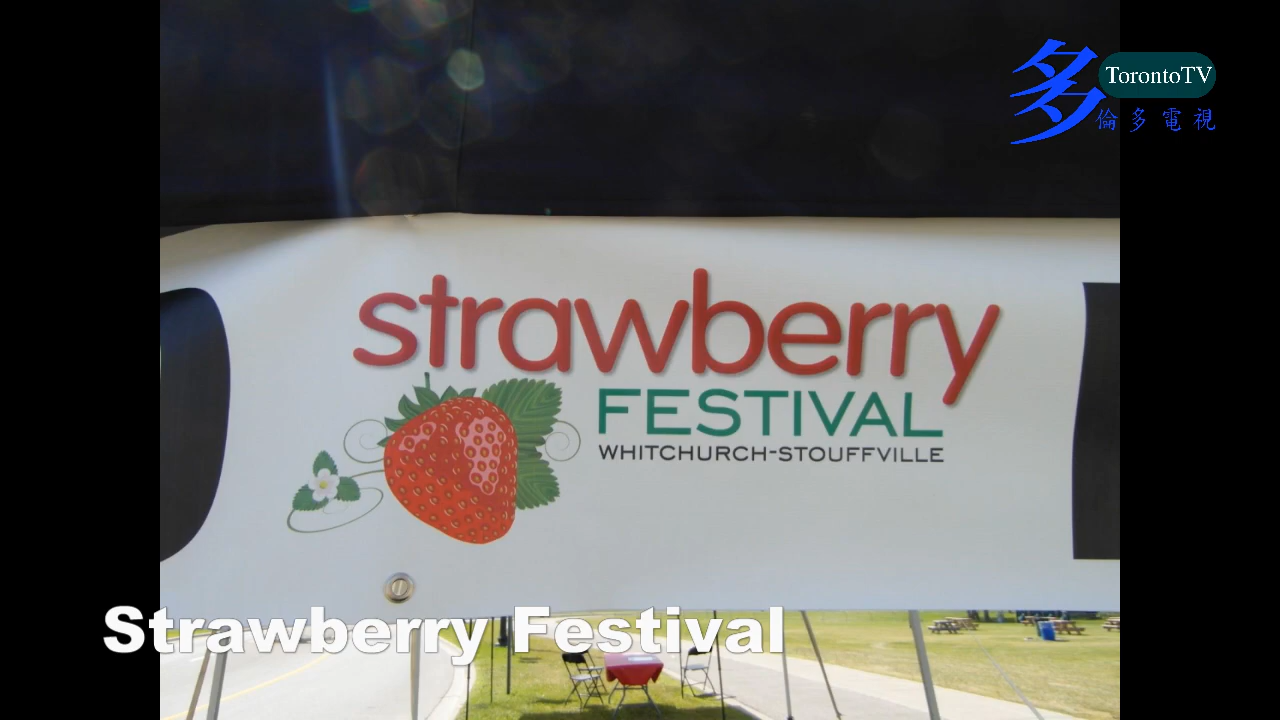 多
TorontoTV
倫多電視
strawberry
FESTIVAL
WHITCHURCH-STOUFFVILLE
Strawberry Festival